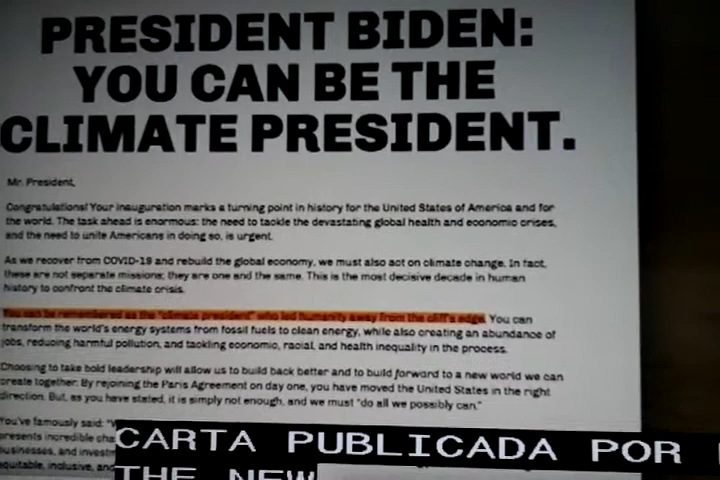 PRESIDENT BIDEN:
YOU CAN BE THE
CLIMATE PRESIDENT.
Mr. President,
Congratulations! Your inauguration marks a turning point in history for the United States of America and for
the world. The task ahead is enormous: the need to tackle the devastating global health and economic crises,
and the need to unite Americans in doing so, is urgent.
As we recover from COVID-19 and rebuild the global economy, we must also act on climate change. In fact,
these are not separate missions; they are one and the same. This is the most decisive decade in human
history to confront the climate crisis.
You can be remembered as the "climate president" who led humanity away from the cliff's edge. You can
transform the world's energy systems from fossil fuels to clean energy, while also creating an abundance of
jobs, reducing harmful pollution, and tackling economic, racial, and health inequality in the process.
Choosing to take bold leadership will allow us to build back better and to build forward to a new world we can
create together. By rejoining the Paris Agreement on day one, you have moved the United States in the right
direction. But, as you have stated, it is simply not enough, and we must "do all we possibly can."
You've famously said: "W
presents incredible cha
businesses, and investm
equitable, inclusive, and
CARTA PUBLICADA POR
THE NEW